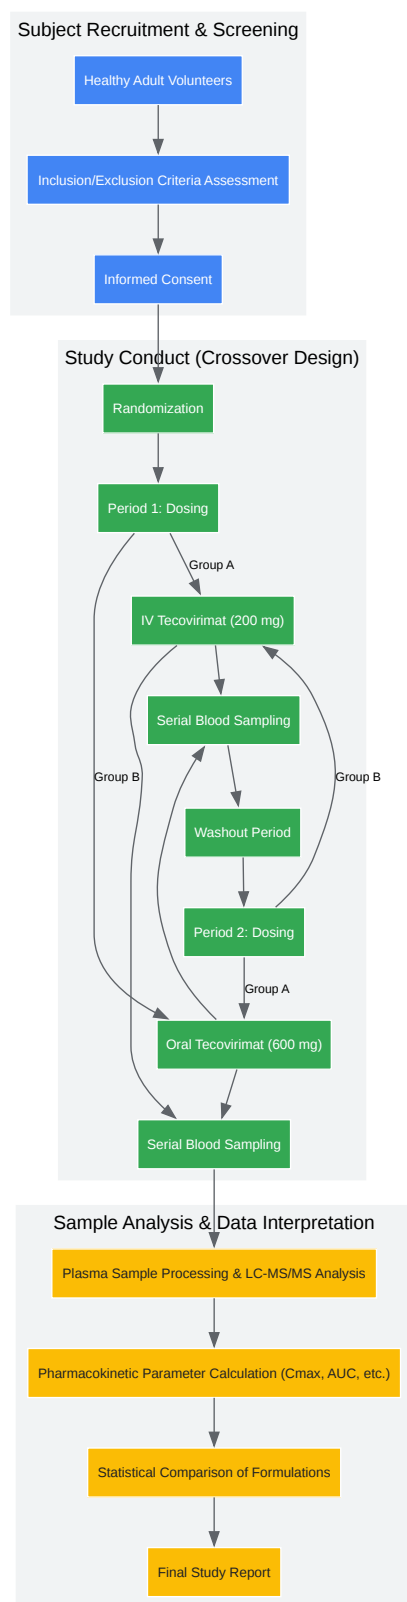 Subject Recruitment & Screening
Healthy Adult Volunteers
Inclusion/Exclusion Criteria Assessment
Informed Consent
Study Conduct (Crossover Design)
Randomization
Period 1: Dosing
Group A
IV Tecovirimat (200 mg)
Serial Blood Sampling
Group B
Group B
Washout Period
Period 2: Dosing
Group A
Oral Tecovirimat (600 mg)
Serial Blood Sampling
Sample Analysis & Data Interpretation
Plasma Sample Processing & LC-MS/MS Analysis
Pharmacokinetic Parameter Calculation (Cmax, AUC, etc.)
Statistical Comparison of Formulations
Final Study Report